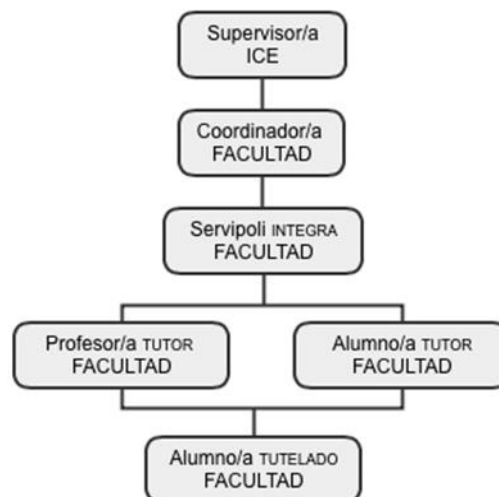 Supervisor/a
ICE
Coordinador/a
FACULTAD
Servipoli INTEGRA
FACULTAD
Profesor/a TUTOR
FACULTAD
Alumno/a TUTOR
FACULTAD
Alumno/a TUTELADO
FACULTAD